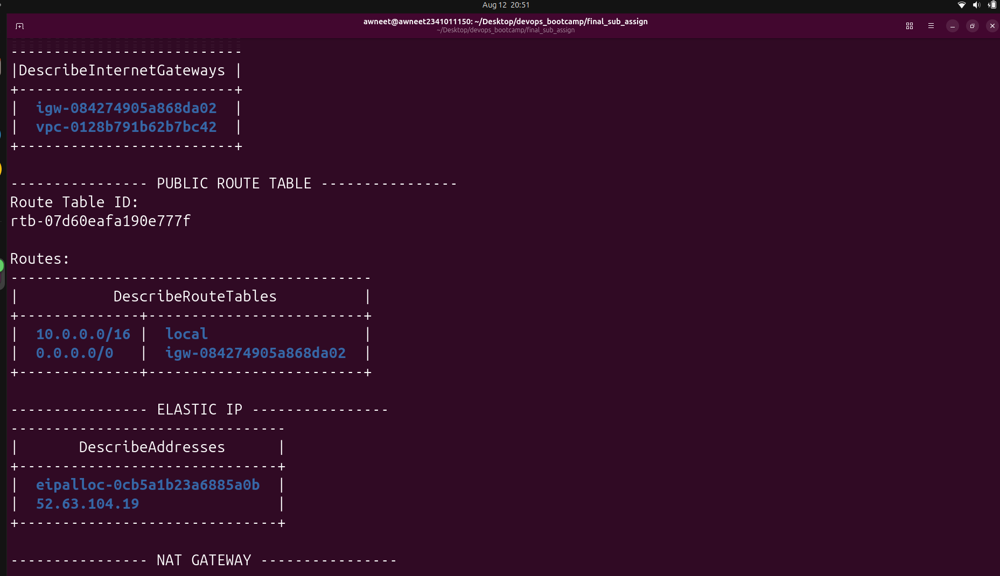 Aug 12 20:51
awneet@awneet2341011150: ~/Desktop/devops_bootcamp/final_sub_assign
~/Desktop/devops_bootcamp/final_sub_assign
---------------------------
|DescribeInternetGateways |
+-------------------------+
|  igw-084274905a868da02  |
|  vpc-0128b791b62b7bc42  |
+-------------------------+
---------------- PUBLIC ROUTE TABLE ----------------
Route Table ID:
rtb-07d60eafa190e777f
Routes:
------------------------------------------
|           DescribeRouteTables          |
+--------------+-------------------------+
|  10.0.0.0/16 |  local                  |
|  0.0.0.0/0   |  igw-084274905a868da02  |
+--------------+-------------------------+
---------------- ELASTIC IP ----------------
--------------------------------
|       DescribeAddresses      |
+------------------------------+
|  eipalloc-0cb5a1b23a6885a0b  |
|  52.63.104.19                |
+------------------------------+
---------------- NAT GATEWAY ----------------